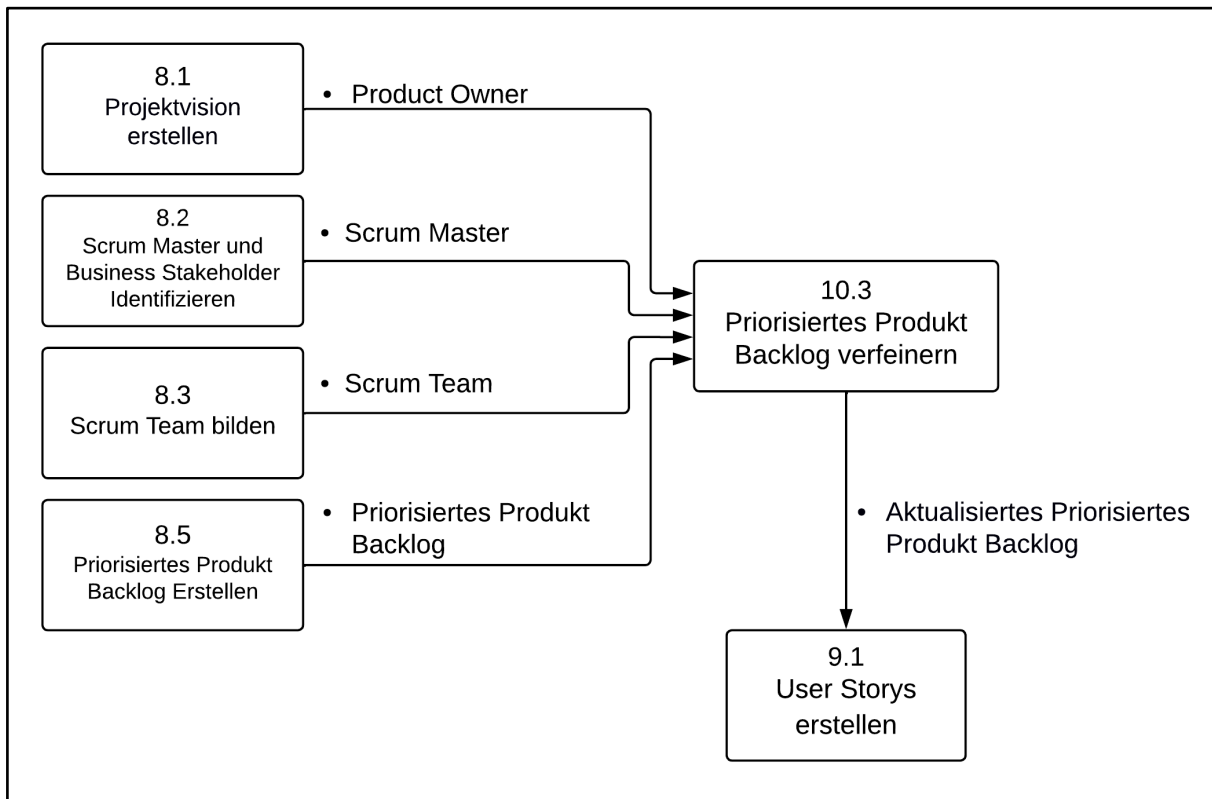 8.1
Projektvision
erstellen
• Product Owner
8.2
Scrum Master und
Business Stakeholder
Identifizieren
• Scrum Master
8.3
Scrum Team bilden
• Scrum Team
8.5
Priorisiertes Produkt
Backlog Erstellen
• Priorisiertes Produkt
Backlog
10.3
Priorisiertes Produkt
Backlog verfeinern
• Aktualisiertes Priorisiertes
Produkt Backlog
9.1
User Storys
erstellen